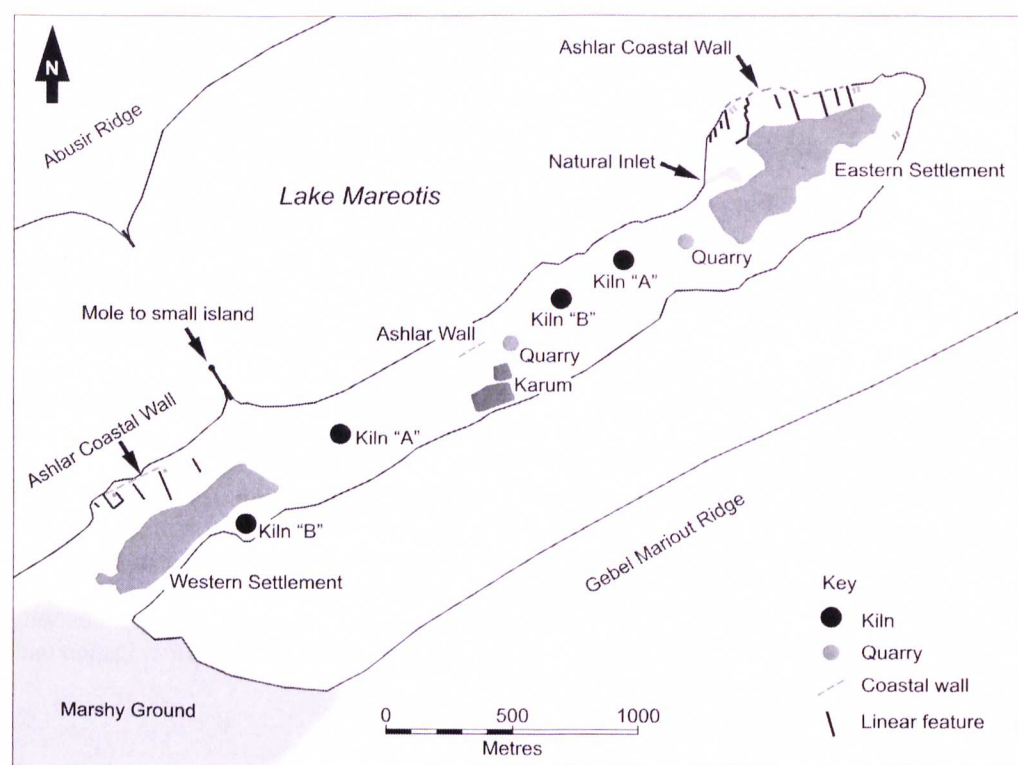 N
Abusir Ridge
Ashlar Coastal Wall
Natural Inlet
Lake Mareotis
Eastern Settlement
Quarry
Kiln "A"
Kiln "B"
Mole to small island
Ashlar Wall
Quarry
Karum
Ashlar Coastal Wall
Kiln "A"
Kiln "B"
Western Settlement
Gebel Mariout Ridge
Marshy Ground
Key
Kiln
Quarry
Coastal wall
Linear feature
0 500 1000
Metres